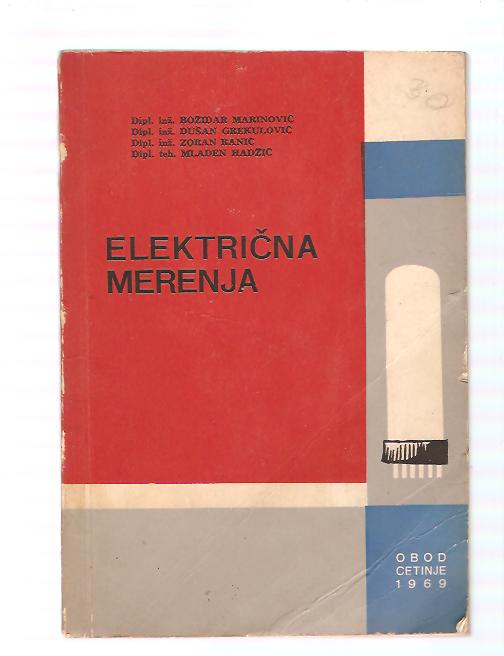 30
Dipl. inž. BOŽIDAR MARINOVIĆ
Dipl. inž. DUŠAN GREKULOVIĆ
Dipl. inž. ZORAN RANIĆ
Dipl. teh. MLADEN HADŽIĆ
ELEKTRIČNA
MERENJA
OBOD
CETINJE
1969